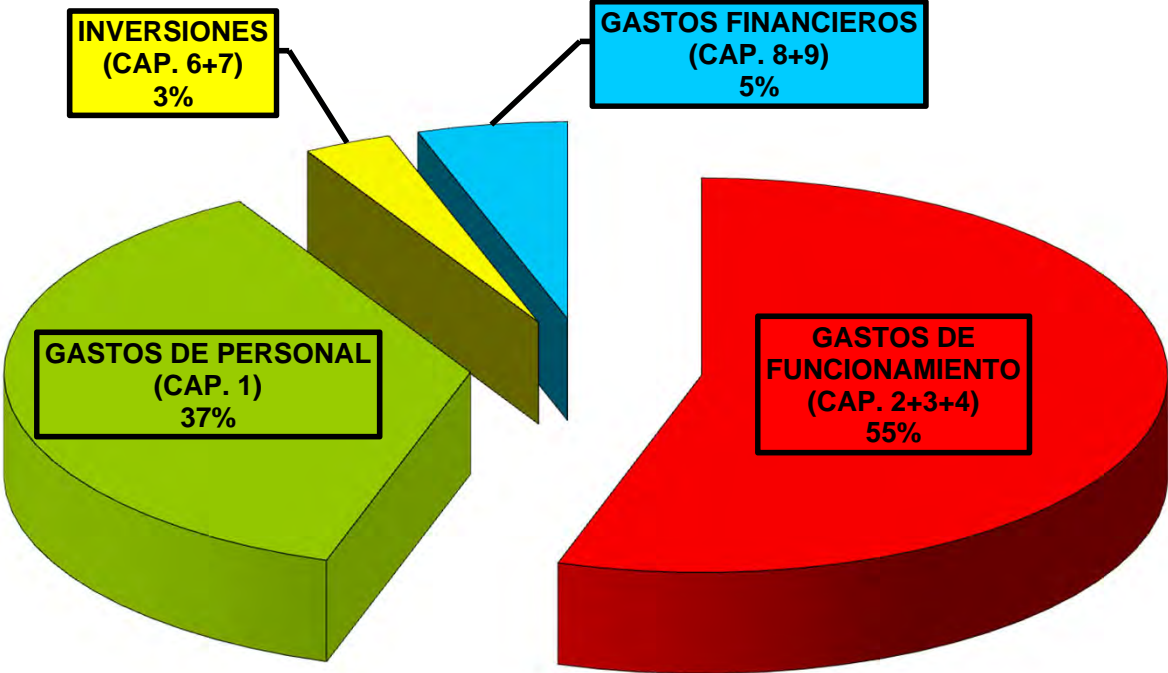 INVERSIONES
(CAP. 6+7)
3%
GASTOS FINANCIEROS
(CAP. 8+9)
5%
GASTOS DE PERSONAL
(CAP. 1)
37%
GASTOS DE
FUNCIONAMIENTO
(CAP. 2+3+4)
55%